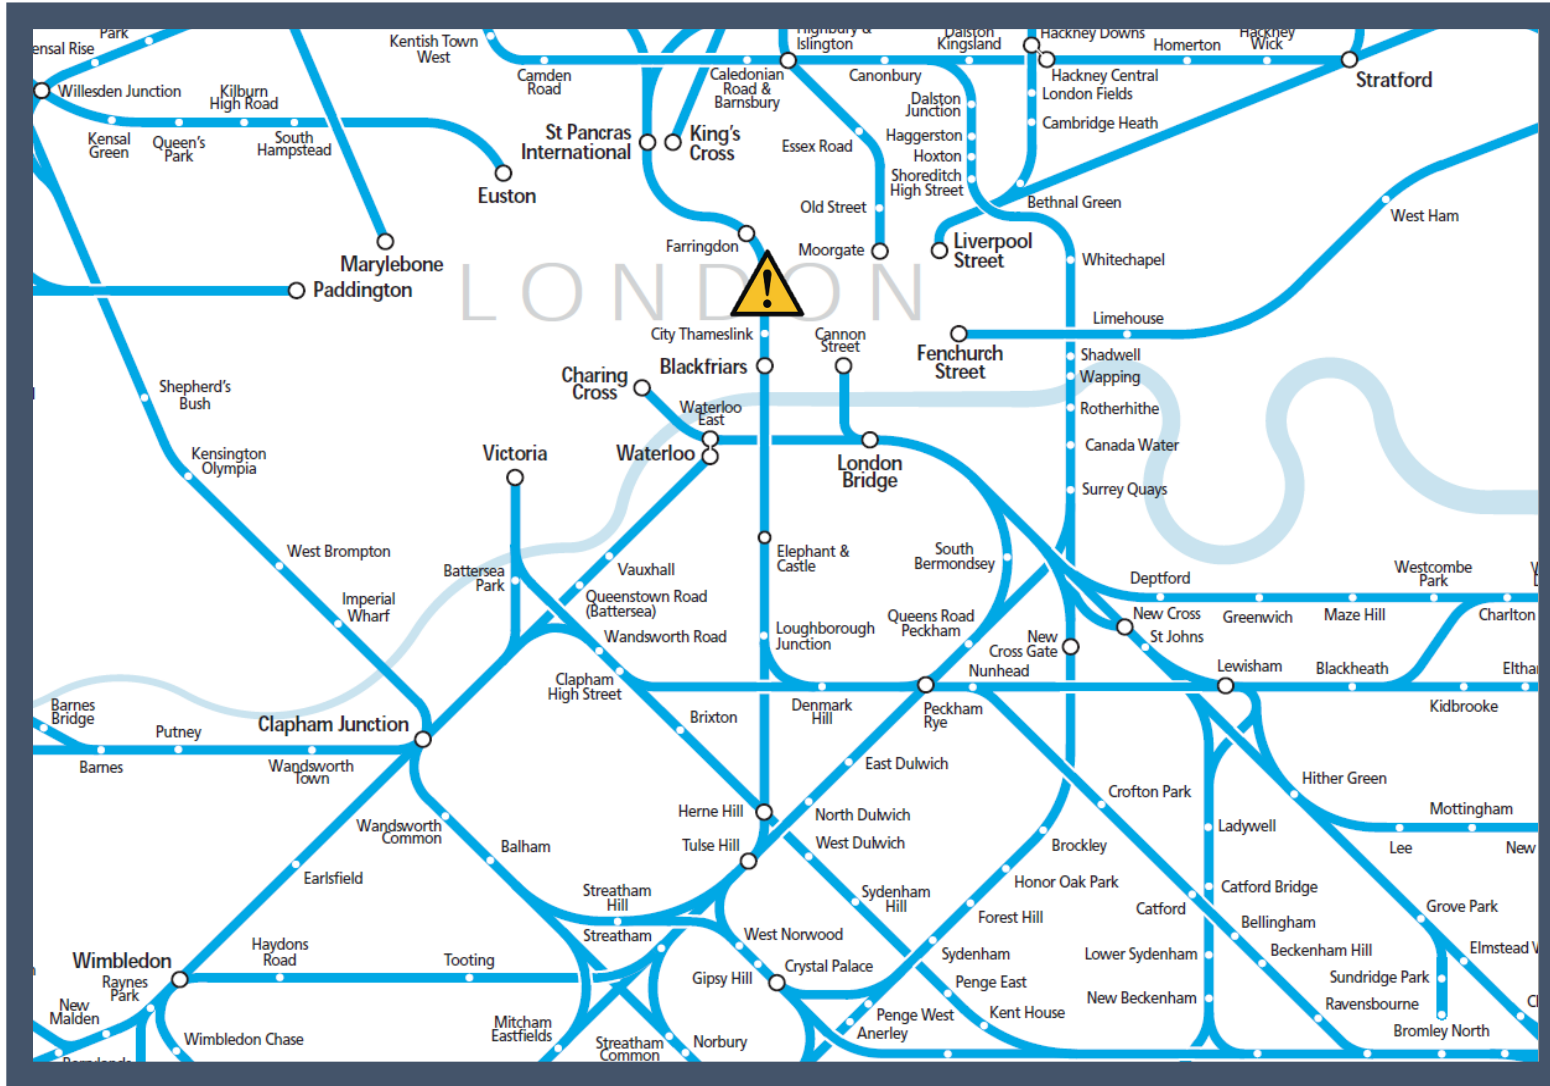 Park
ensal Rise
Willesden Junction
Kensal
Green
Queen's
Park
Kilburn
High Road
South
Hampstead
Kentish Town
West
Camden
Road
Caledonian
Road &
Barnsbury
Highbury &
Islington
Canonbury
Dalston
Kingsland
Hackney Downs
Hackney Central
Homerton
Hackney
Wick
Stratford
London Fields
Cambridge Heath
Dalston
Junction
Haggerston
Hoxton
Shoreditch
High Street
Bethnal Green
St Pancras
International
King's
Cross
Essex Road
Old Street
Moorgate
Euston
Marylebone
Paddington
Farringdon
Liverpool
Street
Whitechapel
West Ham
LONDON
!
City Thameslink
Blackfriars
Cannon
Street
Fenchurch
Street
Limehouse
Shadwell
Wapping
Rotherhithe
Canada Water
Surrey Quays
Charing
Cross
Waterloo
East
Waterloo
London
Bridge
Victoria
Shepherd's
Bush
Kensington
Olympia
West Brompton
Imperial
Wharf
Battersea
Park
Vauxhall
Queenstown Road
(Battersea)
Wandsworth Road
Clapham
High Street
Brixton
Elephant &
Castle
Loughborough
Junction
Denmark
Hill
South
Bermondsey
Queens Road
Peckham
Peckham
Rye
Nunhead
New
Cross Gate
Deptford
New Cross
St Johns
Greenwich
Maze Hill
Westcombe
Park
Charlton
Lewisham
Blackheath
Eltha
Kidbrooke
Barnes
Bridge
Barnes
Putney
Wandsworth
Town
Clapham Junction
Wandsworth
Common
Balham
Earlsfield
Herne Hill
Tulse Hill
East Dulwich
North Dulwich
West Dulwich
Sydenham
Hill
Crofton Park
Brockley
Honor Oak Park
Forest Hill
Sydenham
Hither Green
Mottingham
Lee
New
Ladywell
Catford Bridge
Catford
Bellingham
Beckenham Hill
Lower Sydenham
New Beckenham
Grove Park
Elmstead
Sundridge Park
Ravensbourne
Bromley North
Streatham
Hill
Streatham
West Norwood
Gipsy Hill
Crystal Palace
Penge East
Kent House
Penge West
Anerley
Wimbledon
Raynes
Park
New
Malden
Wimbledon Chase
Haydons
Road
Tooting
Mitcham
Eastfields
Streatham
Common
Norbury